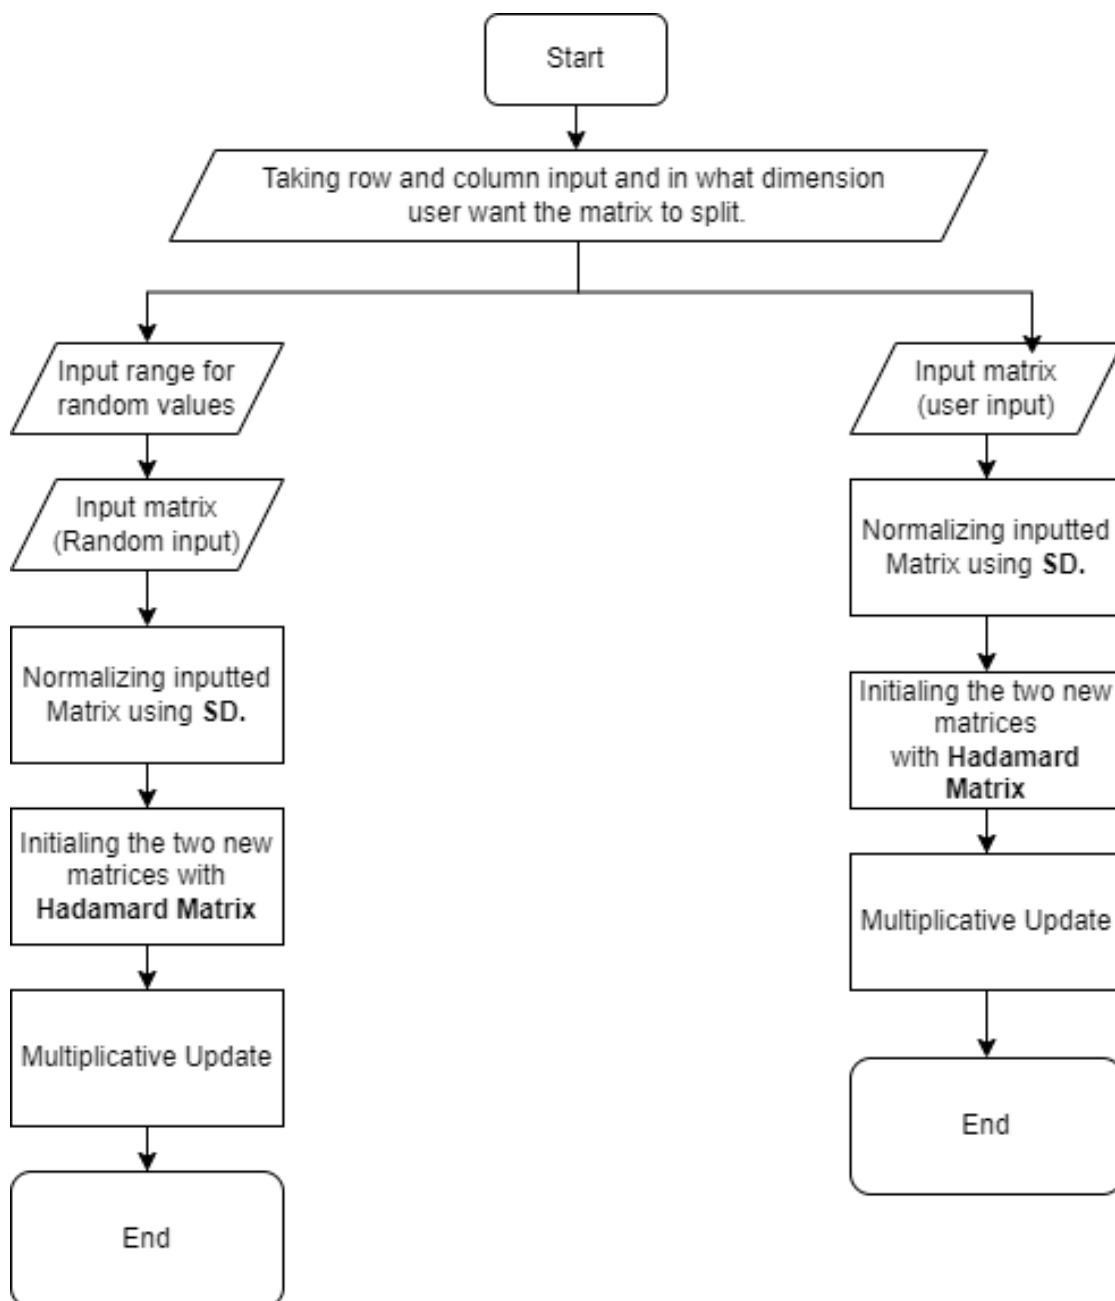 Start
Taking row and column input and in what dimension
user want the matrix to split.
Input range for
random values
Input matrix
(Random input)
Normalizing inputted
Matrix using SD.
Initialing the two new
matrices with
Hadamard Matrix
Multiplicative Update
End
Input matrix
(user input)
Normalizing inputted
Matrix using SD.
Initialing the two new
matrices
with Hadamard
Matrix
Multiplicative Update
End